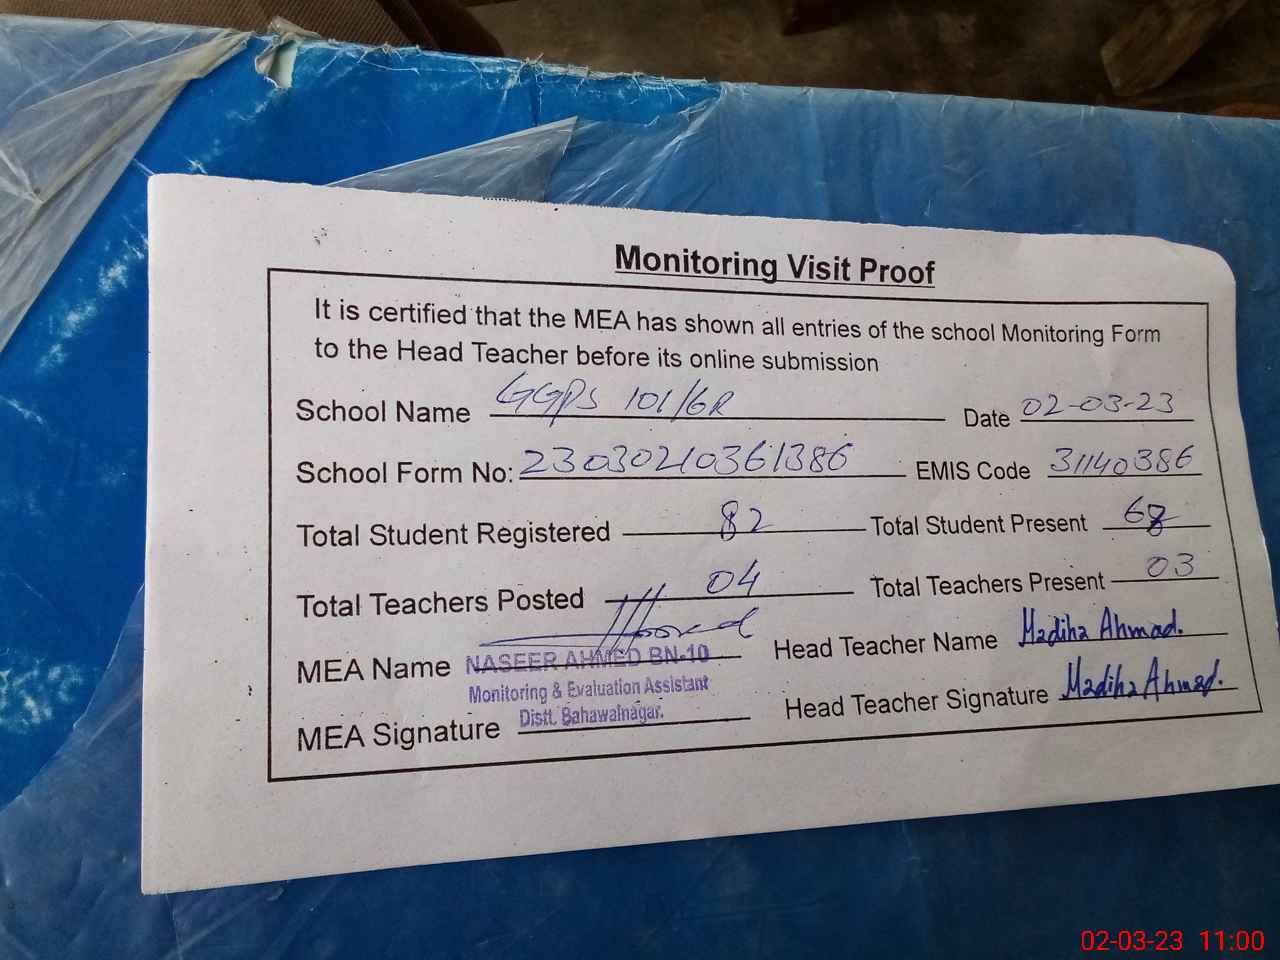 Monitoring Visit Proof
It is certified that the MEA has shown all entries of the school Monitoring Form
to the Head Teacher before its online submission
School Name GGPS 101/6R Date 02-03-23
School Form No: 23030210361386 EMIS Code 31140386
Total Student Registered 82 Total Student Present 68
Total Teachers Posted 04 Total Teachers Present 03
MEA Name NASEER AHMED BN-10 Head Teacher Name Madiha Ahmad.
Monitoring & Evaluation Assistant
MEA Signature Distt. Bahawalnagar. Head Teacher Signature Madiha Ahmad.
02-03-23 11:00